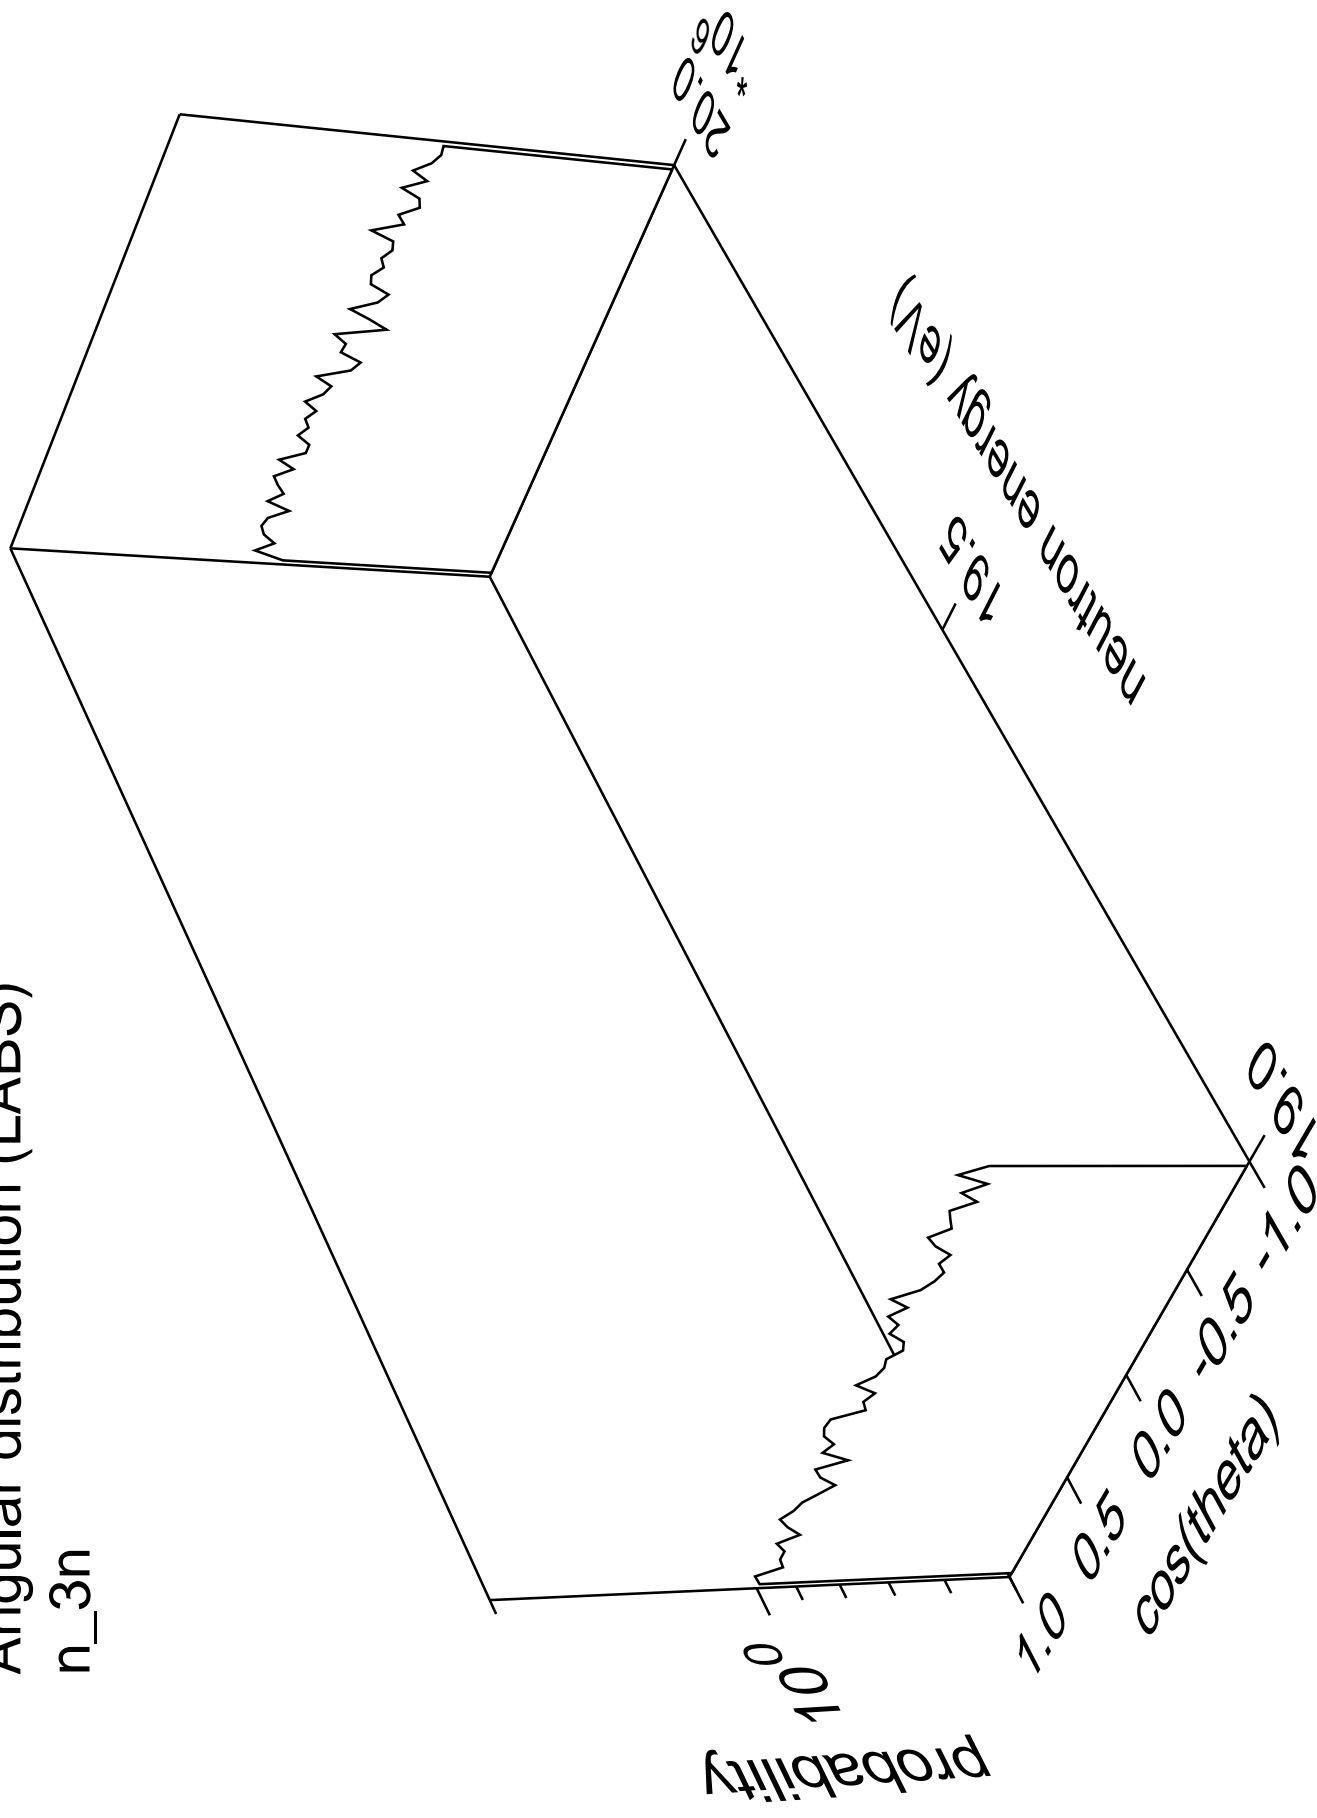 Angular distribution (LABS)
n_3n
probability
10^0
1.0
0.5
0.0
-0.5
-1.0
cos(theta)
19.0
19.5
20.0
*10^6
neutron energy (eV)